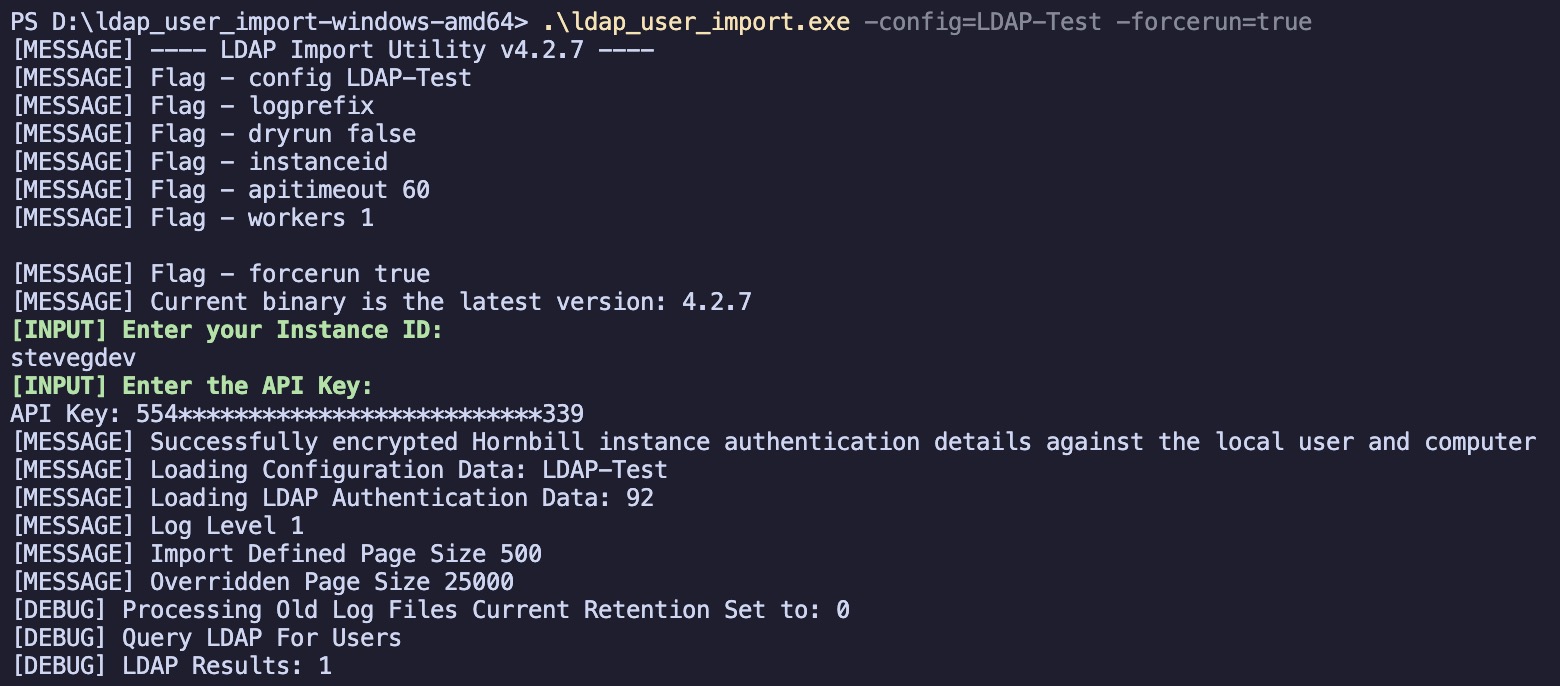 PS D:\ldap_user_import-windows-amd64> .\ldap_user_import.exe -config=LDAP-Test -forcerun=true
[MESSAGE] ---- LDAP Import Utility v4.2.7 ----
[MESSAGE] Flag - config LDAP-Test
[MESSAGE] Flag - logprefix
[MESSAGE] Flag - dryrun false
[MESSAGE] Flag - instanceid
[MESSAGE] Flag - apitimeout 60
[MESSAGE] Flag - workers 1
[MESSAGE] Flag - forcerun true
[MESSAGE] Current binary is the latest version: 4.2.7
[INPUT] Enter your Instance ID:
stevegdev
[INPUT] Enter the API Key:
API Key: 554**************************339
[MESSAGE] Successfully encrypted Hornbill instance authentication details against the local user and computer
[MESSAGE] Loading Configuration Data: LDAP-Test
[MESSAGE] Loading LDAP Authentication Data: 92
[MESSAGE] Log Level 1
[MESSAGE] Import Defined Page Size 500
[MESSAGE] Overridden Page Size 25000
[DEBUG] Processing Old Log Files Current Retention Set to: 0
[DEBUG] Query LDAP For Users
[DEBUG] LDAP Results: 1